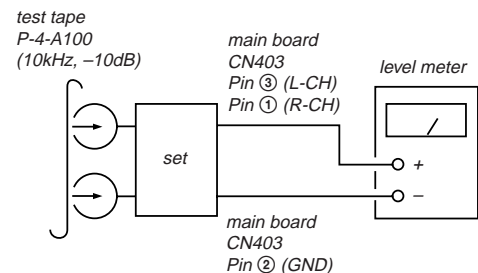 test tape
P-4-A100
(10kHz, –10dB)
main board
CN403
Pin ③ (L-CH)
Pin ① (R-CH)
level meter
set
+
–
main board
CN403
Pin ② (GND)